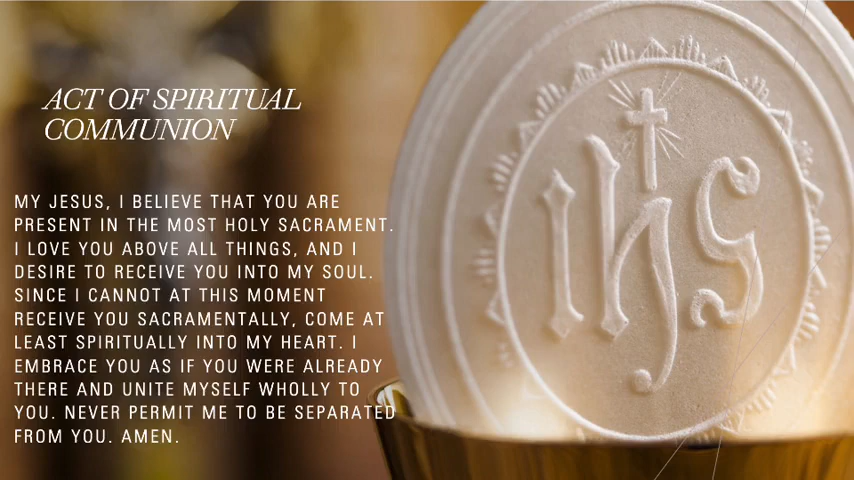 ACT OF SPIRITUAL
COMMUNION
MY JESUS, I BELIEVE THAT YOU ARE
PRESENT IN THE MOST HOLY SACRAMENT.
I LOVE YOU ABOVE ALL THINGS, AND I
DESIRE TO RECEIVE YOU INTO MY SOUL.
SINCE I CANNOT AT THIS MOMENT
RECEIVE YOU SACRAMENTALLY, COME AT
LEAST SPIRITUALLY INTO MY HEART. I
EMBRACE YOU AS IF YOU WERE ALREADY
THERE AND UNITE MYSELF WHOLLY TO
YOU. NEVER PERMIT ME TO BE SEPARATED
FROM YOU. AMEN.
ihs